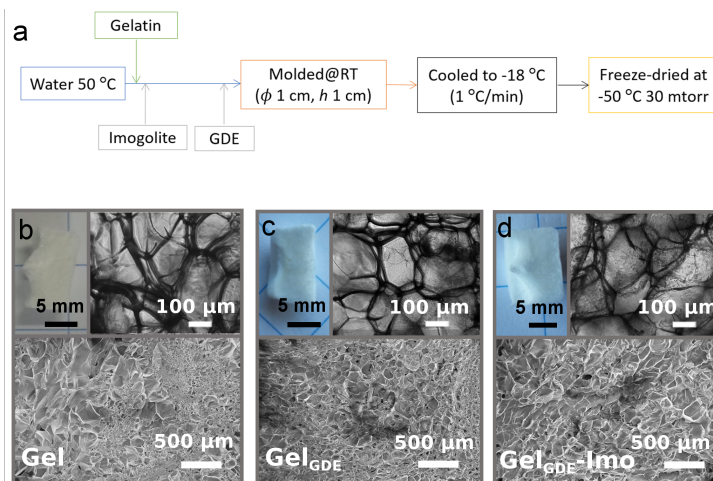 a
Gelatin
Water 50 °C
Imogolite
GDE
Molded@RT
(ϕ 1 cm, h 1 cm)
Cooled to -18 °C
(1 °C/min)
Freeze-dried at
-50 °C 30 mtorr
b
5 mm
100 µm
500 µm
Gel
c
5 mm
100 µm
500 µm
Gel_GDE
d
5 mm
100 µm
500 µm
Gel_GDE-Imo